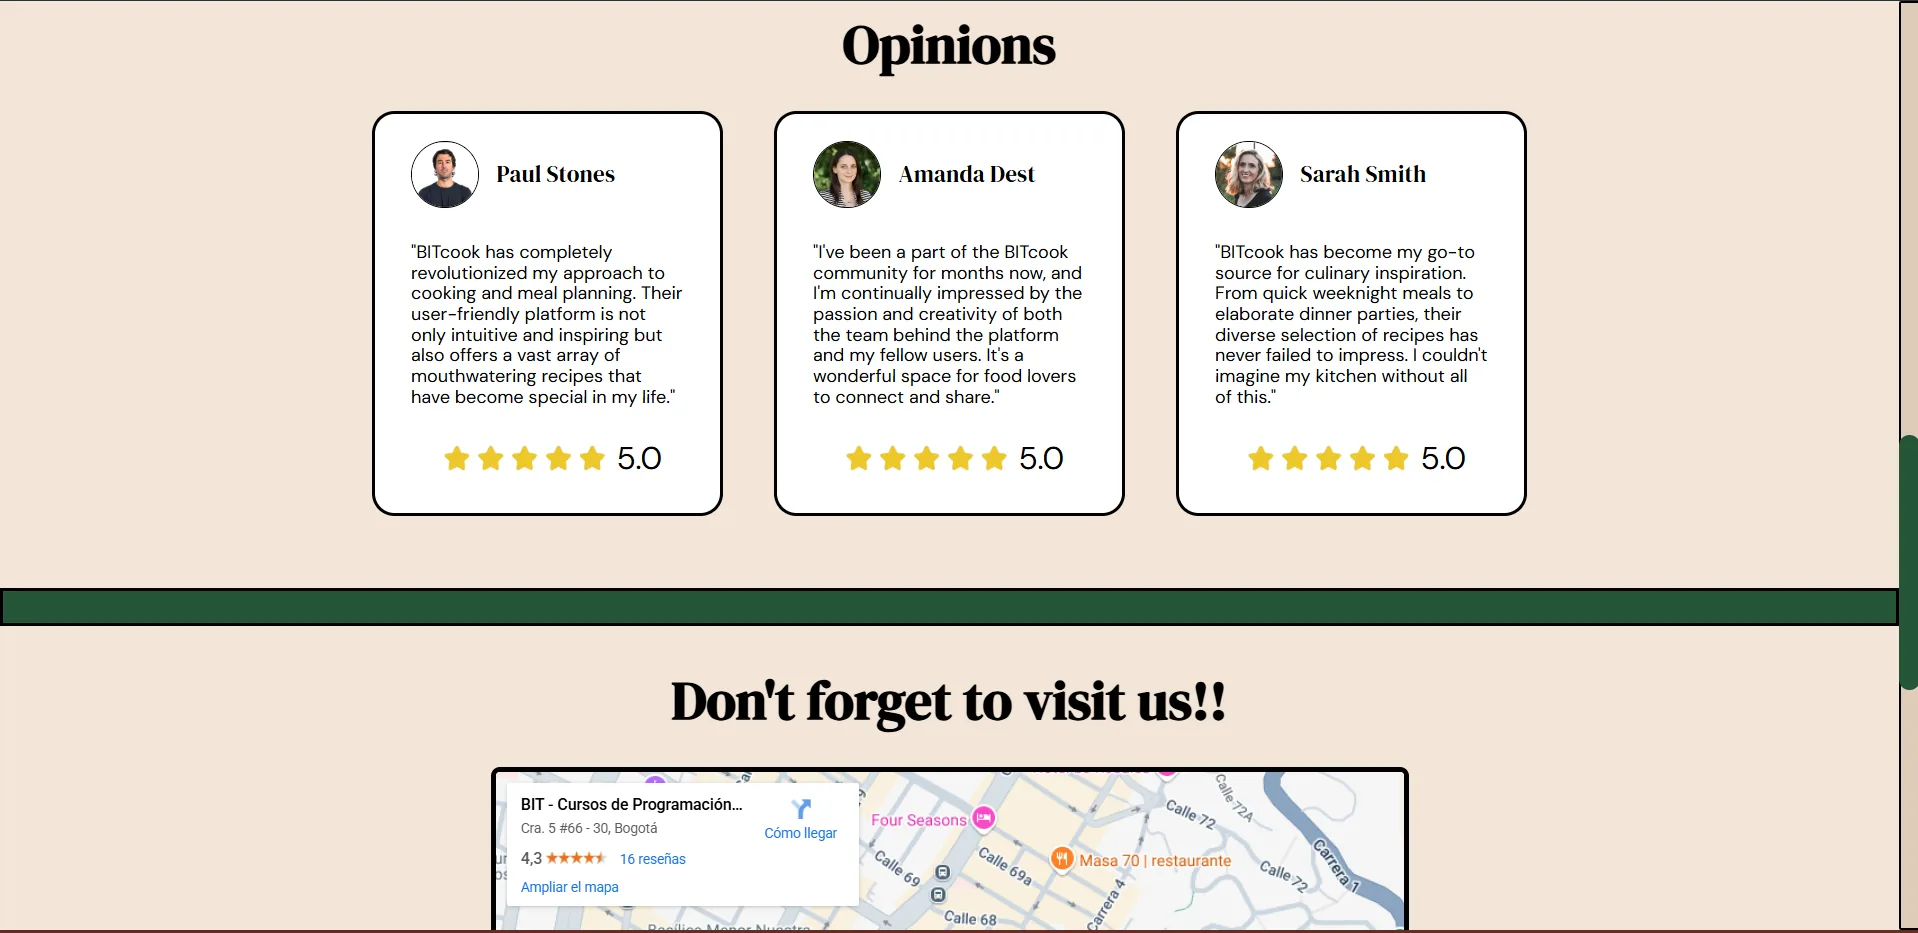 Opinions
Paul Stones
"BITcook has completely
revolutionized my approach to
cooking and meal planning. Their
user-friendly platform is not
only intuitive and inspiring but
also offers a vast array of
mouthwatering recipes that
have become special in my life."
5.0
Amanda Dest
"I've been a part of the BITcook
community for months now, and
I'm continually impressed by the
passion and creativity of both
the team behind the platform
and my fellow users. It's a
wonderful space for food lovers
to connect and share."
5.0
Sarah Smith
"BITcook has become my go-to
source for culinary inspiration.
From quick weeknight meals to
elaborate dinner parties, their
diverse selection of recipes has
never failed to impress. I couldn't
imagine my kitchen without all
of this."
5.0
Don't forget to visit us!!
BIT - Cursos de Programación...
Cra. 5 #66 - 30, Bogotá
Cómo llegar
4,3
16 reseñas
Ampliar el mapa
Four Seasons
Masa 70 | restaurante
Calle 72
Calle 72A
Calle 69
Calle 69a
Calle 72
Carrera 1
Carrera 4
Calle 68